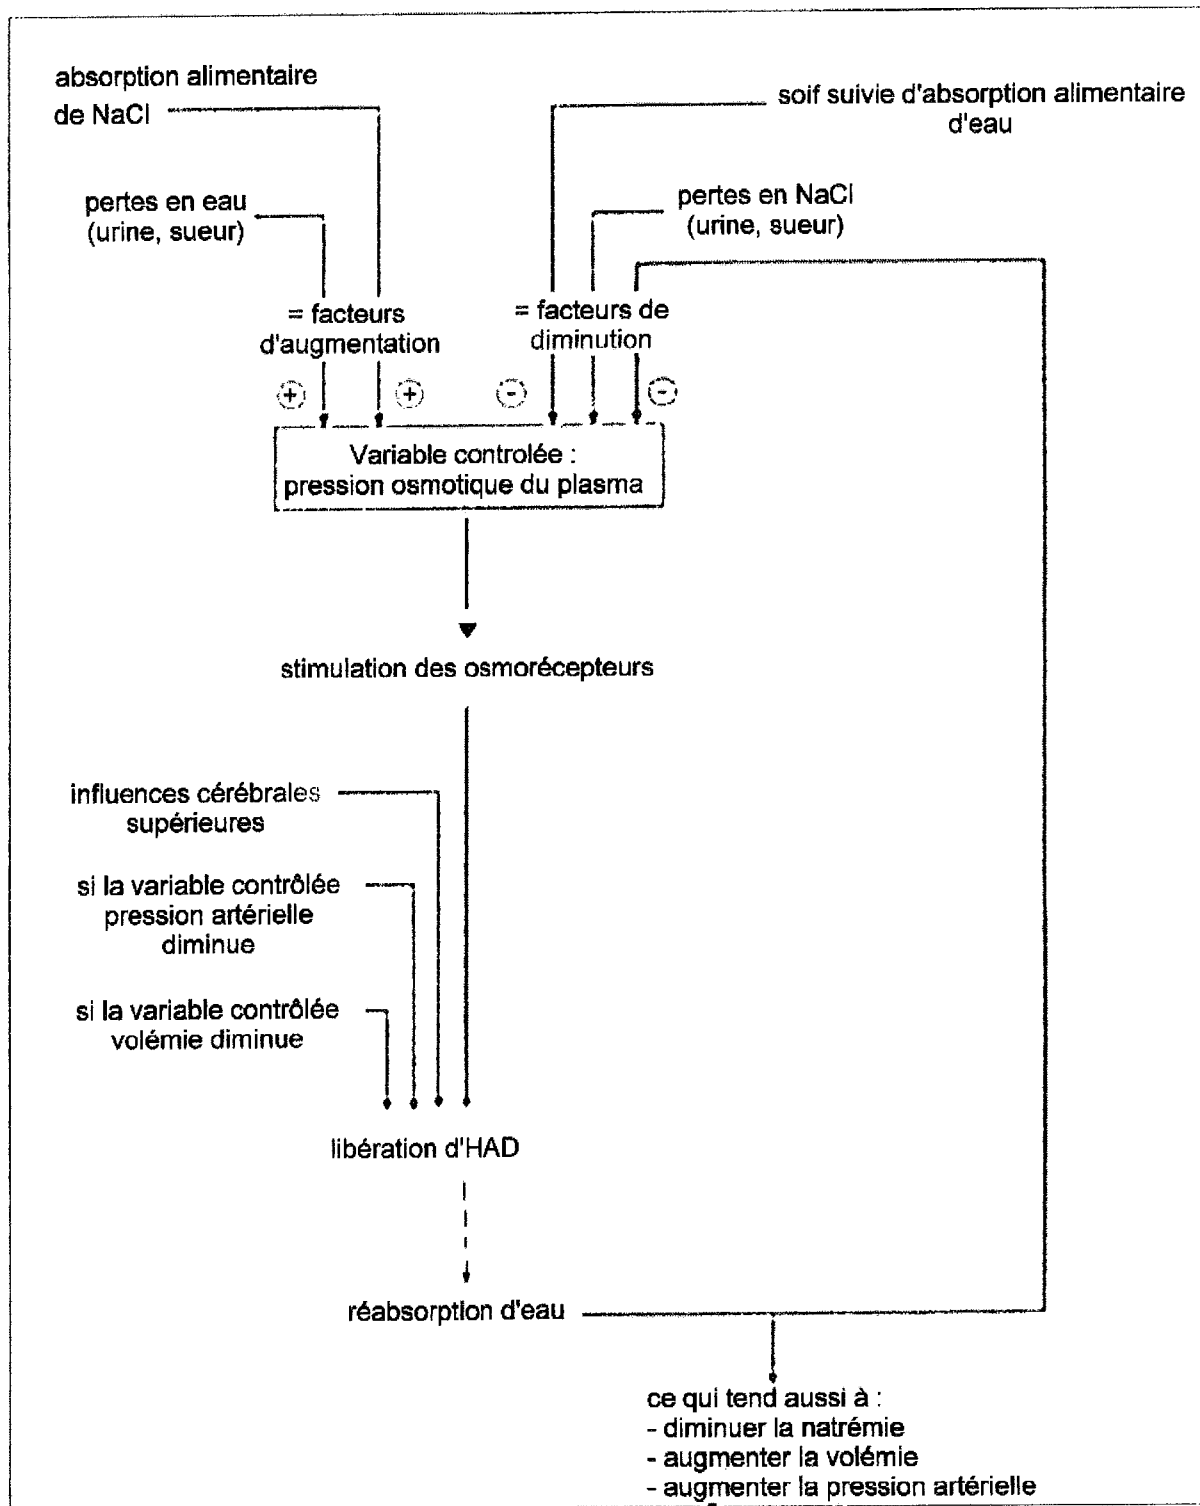 absorption alimentaire
de NaCl
soif suivie d'absorption alimentaire
d'eau
pertes en eau
(urine, sueur)
pertes en NaCl
(urine, sueur)
= facteurs
d'augmentation
= facteurs de
diminution
+ + - -
Variable controlée :
pression osmotique du plasma
stimulation des osmorécepteurs
influences cérébrales
supérieures
si la variable contrôlée
pression artérielle
diminue
si la variable contrôlée
volémie diminue
libération d'HAD
réabsorption d'eau
ce qui tend aussi à :
- diminuer la natrémie
- augmenter la volémie
- augmenter la pression artérielle